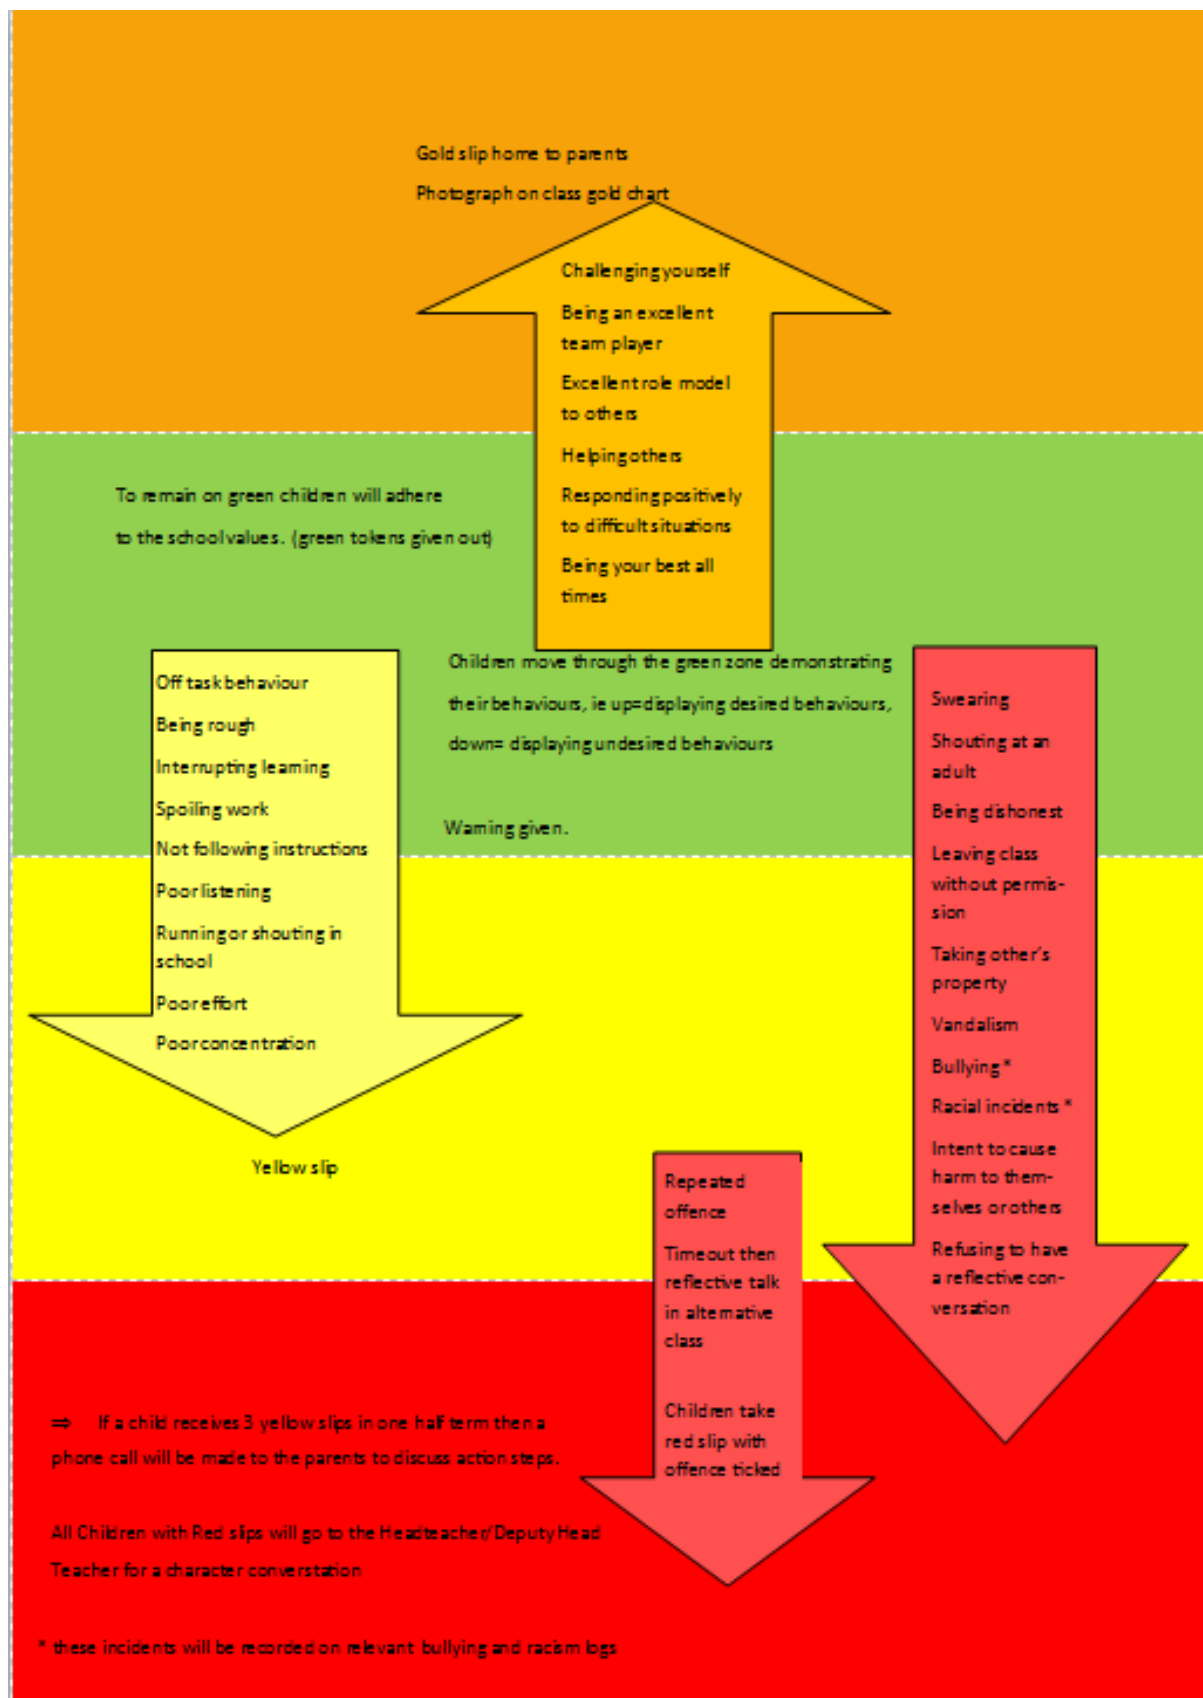 Gold slip home to parents
Photograph on class gold chart
Challenging yourself
Being an excellent
team player
Excellent role model
to others
Helping others
Responding positively
to difficult situations
Being your best all
times
To remain on green children will adhere
to the school values. (green tokens given out)
Children move through the green zone demonstrating
their behaviours, ie up=displaying desired behaviours,
down= displaying undesired behaviours
Warning given.
Off task behaviour
Being rough
Interrupting learning
Spoiling work
Not following instructions
Poor listening
Running or shouting in
school
Poor effort
Poor concentration
Yellow slip
Swearing
Shouting at an
adult
Being dishonest
Leaving class
without permis-
sion
Taking other's
property
Vandalism
Bullying *
Racial incidents *
Intent to cause
harm to them-
selves or others
Refusing to have
a reflective con-
versation
Repeated
offence
Timeout then
reflective talk
in alternative
class
Children take
red slip with
offence ticked
⇒ If a child receives 3 yellow slips in one half term then a
phone call will be made to the parents to discuss action steps.
All Children with Red slips will go to the Headteacher/Deputy Head
Teacher for a character converstation
* these incidents will be recorded on relevant bullying and racism logs